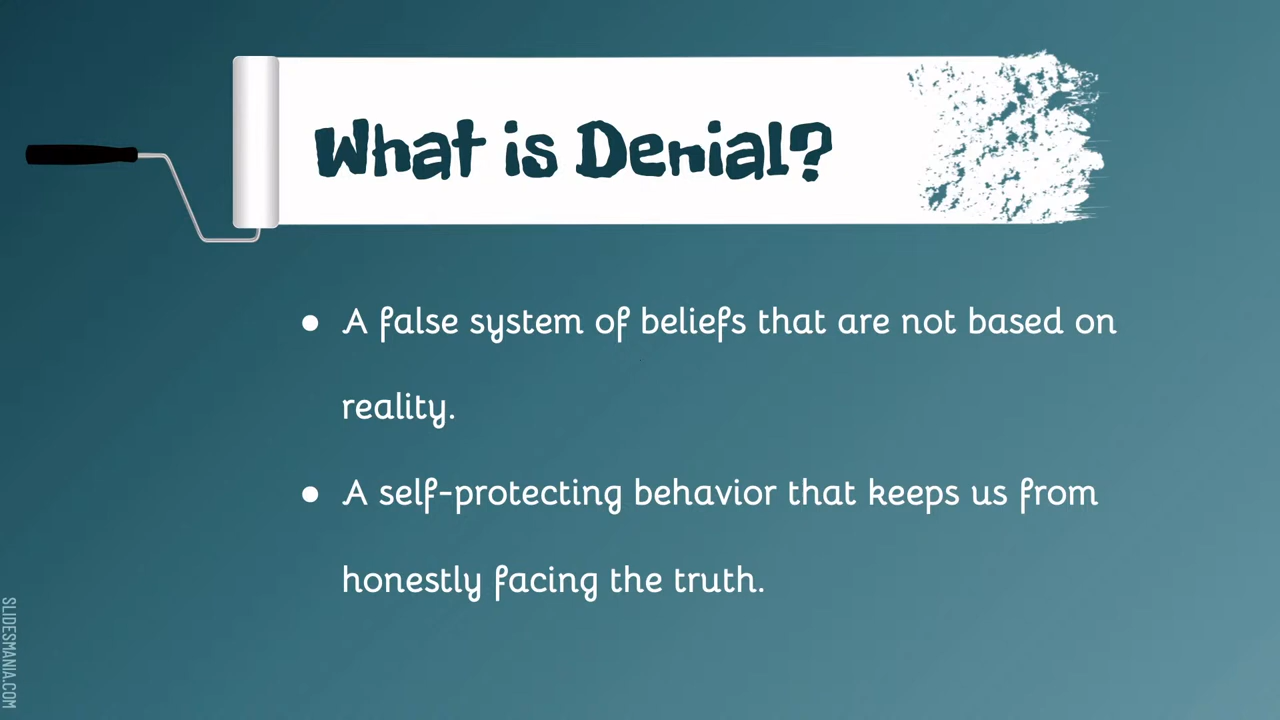 What is Denial?
● A false system of beliefs that are not based on
reality.
● A self-protecting behavior that keeps us from
honestly facing the truth.
SLIDESMANIA.COM